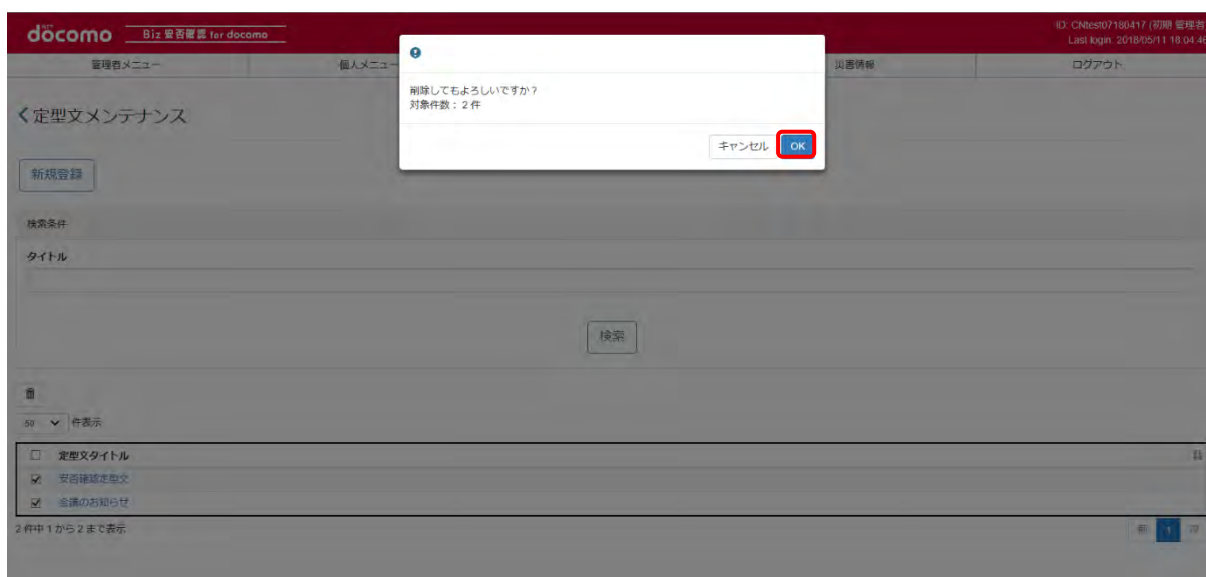 döcomo
Biz 安否確認 for docomo
ID: CNtest07180417 (初期 管理者
Last login: 2018/05/11 18:04:46
管理者メニュー
個人メニュー
災害情報
ログアウト
削除してもよろしいですか？
対象件数：2件
キャンセル
OK
定型文メンテナンス
新規登録
検索条件
タイトル
検索
50 件表示
定型文タイトル
安否確認定型文
会議のお知らせ
2件中1から2まで表示
前 1 次